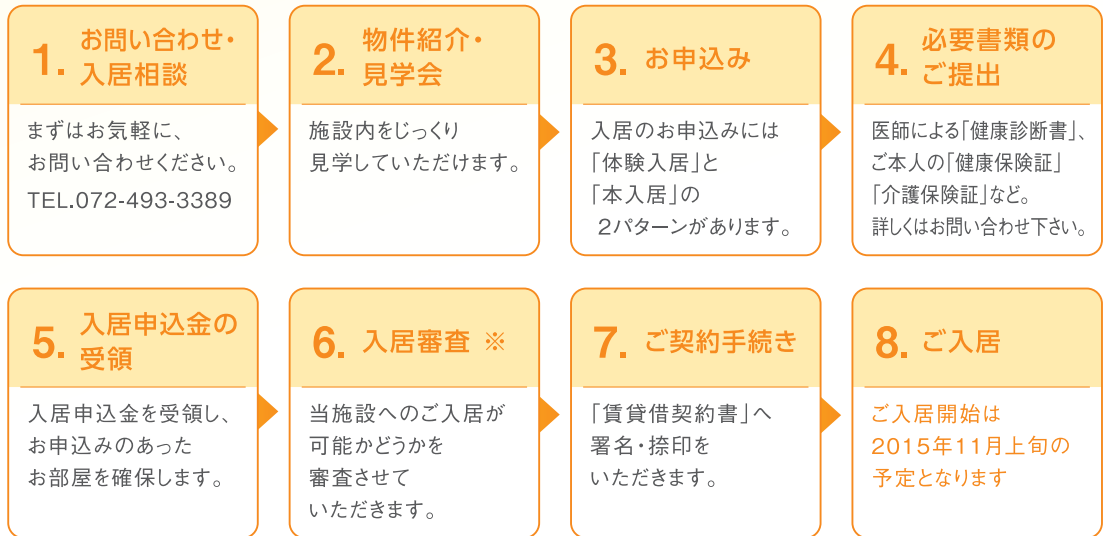 1. お問い合わせ・
入居相談
まずはお気軽に、
お問い合わせください。
TEL.072-493-3389
2. 物件紹介・
見学会
施設内をじっくり
見学していただけます。
3. お申込み
入居のお申込みには
「体験入居」と
「本入居」の
2パターンがあります。
4. 必要書類の
ご提出
医師による「健康診断書」、
ご本人の「健康保険証」
「介護保険証」など。
詳しくはお問い合わせ下さい。
5. 入居申込金の
受領
入居申込金を受領し、
お申込みのあった
お部屋を確保します。
6. 入居審査 ※
当施設へのご入居が
可能かどうかを
審査させて
いただきます。
7. ご契約手続き
「賃貸借契約書」へ
署名・捺印を
いただきます。
8. ご入居
ご入居開始は
2015年11月上旬の
予定となります